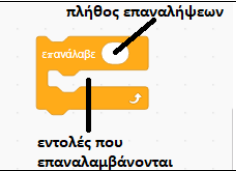 πλήθος επαναλήψεων
επανάλαβε
εντολές που
επαναλαμβάνονται